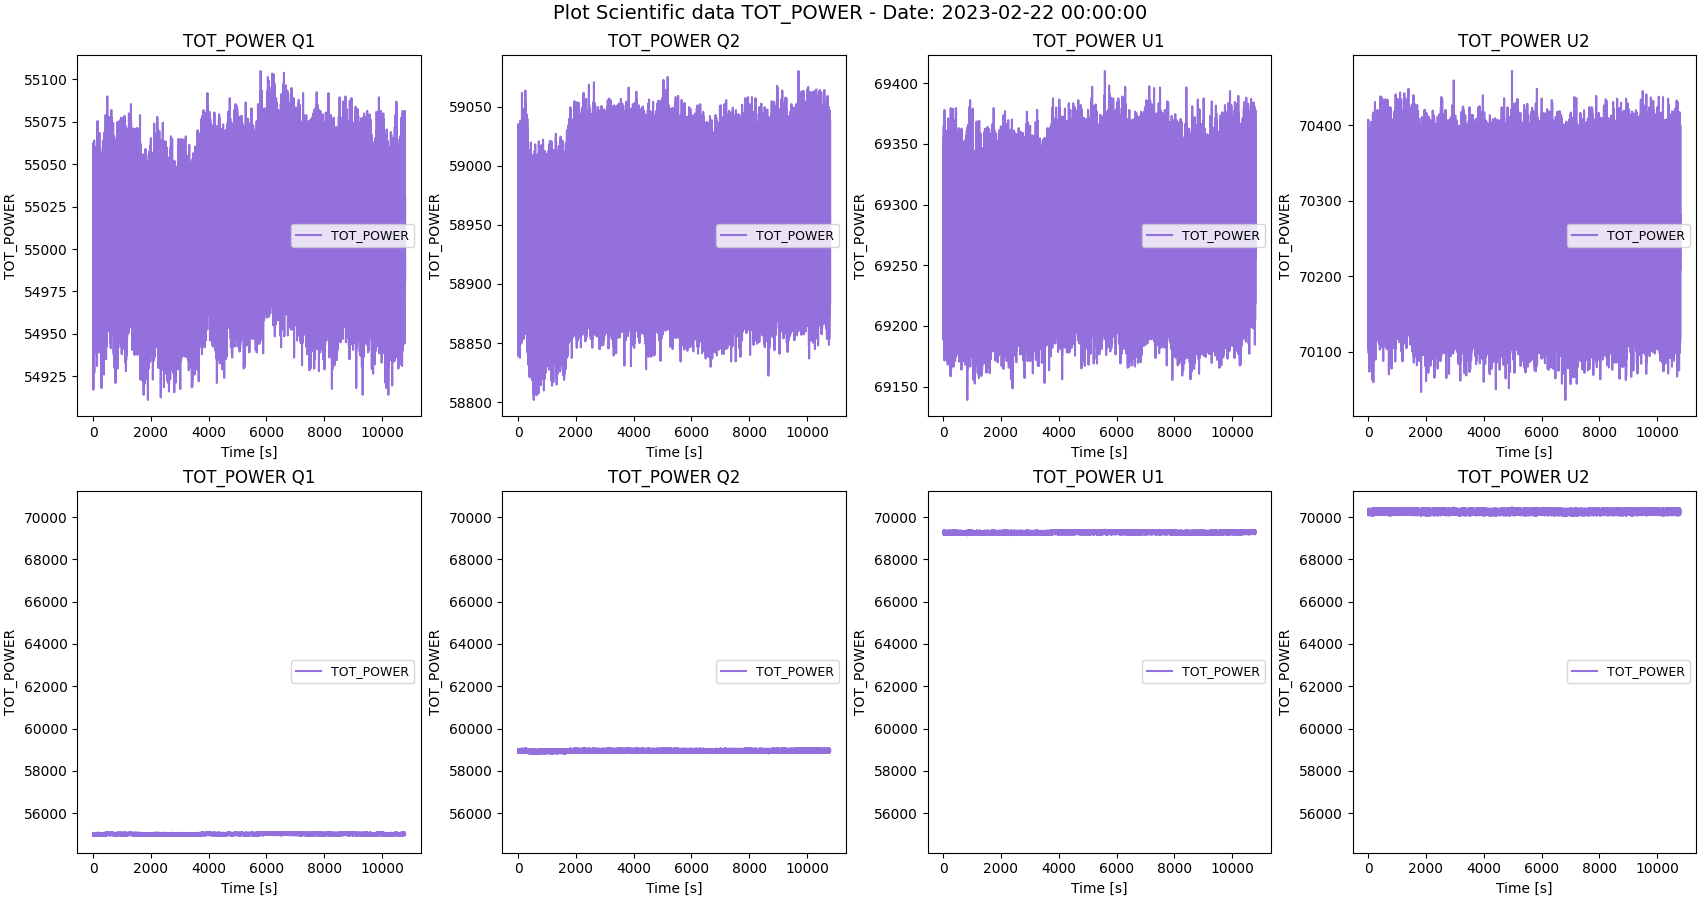 Plot Scientific data TOT_POWER - Date: 2023-02-22 00:00:00
TOT_POWER Q1
55100
55075
55050
55025
55000
54975
54950
54925
TOT_POWER
TOT_POWER
0 2000 4000 6000 8000 10000
Time [s]
TOT_POWER Q2
59050
59000
58950
58900
58850
58800
TOT_POWER
TOT_POWER
0 2000 4000 6000 8000 10000
Time [s]
TOT_POWER U1
69400
69350
69300
69250
69200
69150
TOT_POWER
TOT_POWER
0 2000 4000 6000 8000 10000
Time [s]
TOT_POWER U2
70400
70300
70200
70100
TOT_POWER
TOT_POWER
0 2000 4000 6000 8000 10000
Time [s]
TOT_POWER Q1
70000
68000
66000
64000
62000
60000
58000
56000
TOT_POWER
TOT_POWER
0 2000 4000 6000 8000 10000
Time [s]
TOT_POWER Q2
70000
68000
66000
64000
62000
60000
58000
56000
TOT_POWER
TOT_POWER
0 2000 4000 6000 8000 10000
Time [s]
TOT_POWER U1
70000
68000
66000
64000
62000
60000
58000
56000
TOT_POWER
TOT_POWER
0 2000 4000 6000 8000 10000
Time [s]
TOT_POWER U2
70000
68000
66000
64000
62000
60000
58000
56000
TOT_POWER
TOT_POWER
0 2000 4000 6000 8000 10000
Time [s]